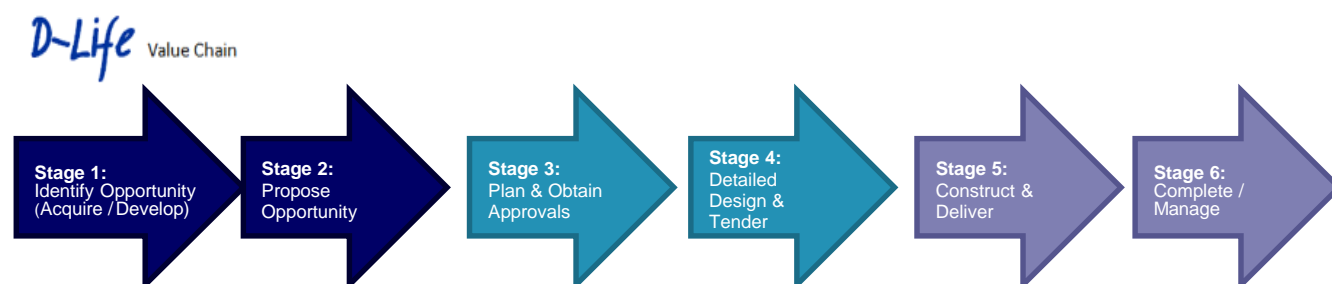 D~Life Value Chain
Stage 1:
Identify Opportunity
(Acquire / Develop)
Stage 2:
Propose
Opportunity
Stage 3:
Plan & Obtain
Approvals
Stage 4:
Detailed
Design &
Tender
Stage 5:
Construct &
Deliver
Stage 6:
Complete /
Manage